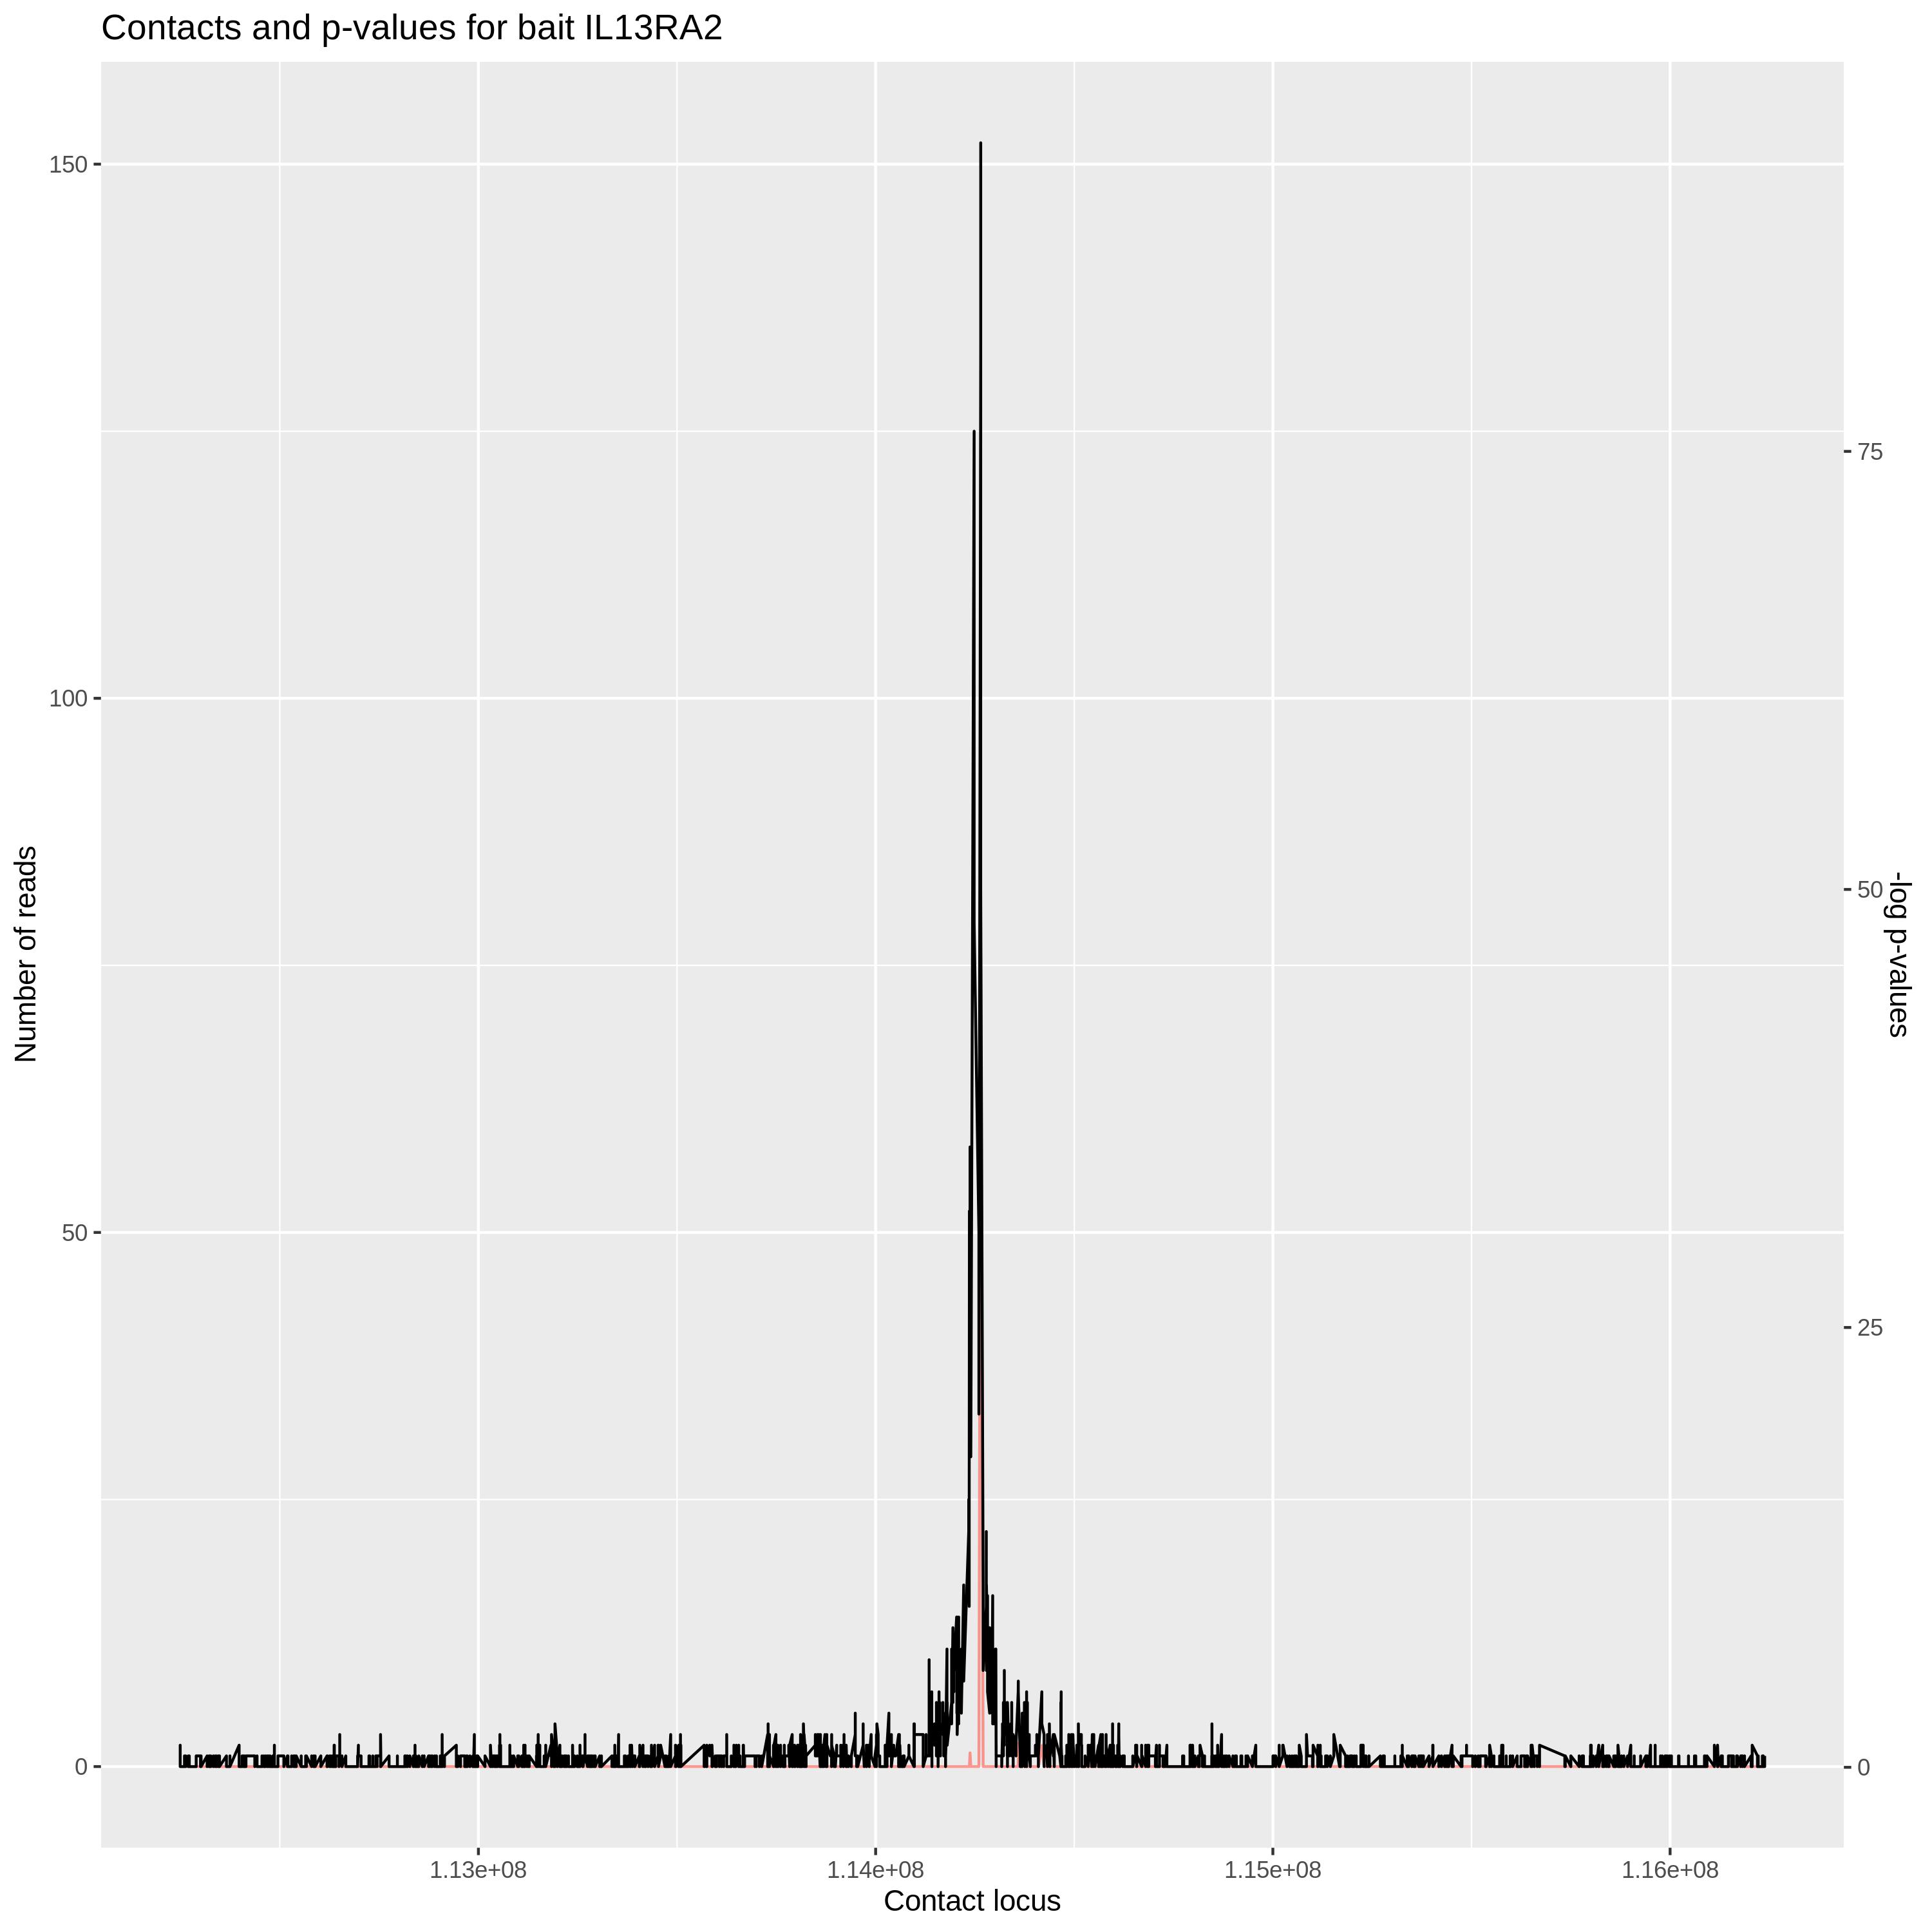 Contacts and p-values for bait IL13RA2
150
100
50
0
Number of reads
75
50
25
0
-log p-values
1.13e+08
1.14e+08
1.15e+08
1.16e+08
Contact locus